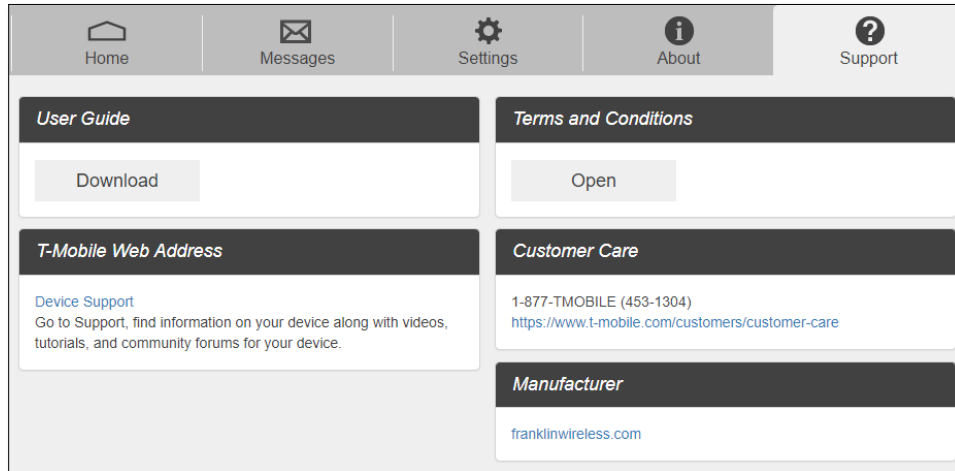 Home
Messages
Settings
About
Support
User Guide
Download
Terms and Conditions
Open
T-Mobile Web Address
Device Support
Go to Support, find information on your device along with videos,
tutorials, and community forums for your device.
Customer Care
1-877-TMOBILE (453-1304)
https://www.t-mobile.com/customers/customer-care
Manufacturer
franklinwireless.com